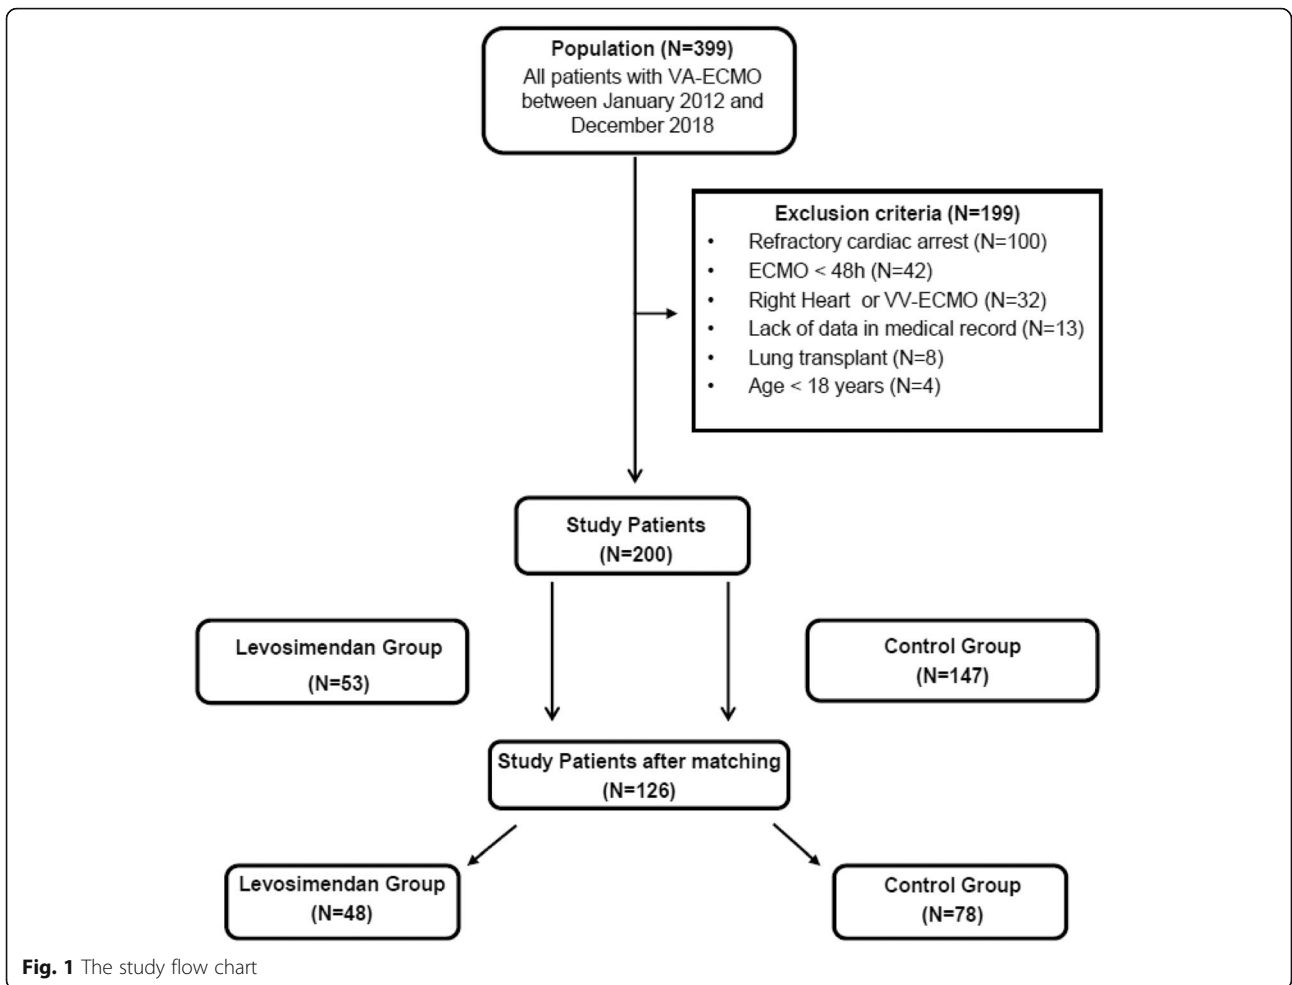 Population (N=399)
All patients with VA-ECMO
between January 2012 and
December 2018
Exclusion criteria (N=199)
• Refractory cardiac arrest (N=100)
• ECMO < 48h (N=42)
• Right Heart or VV-ECMO (N=32)
• Lack of data in medical record (N=13)
• Lung transplant (N=8)
• Age < 18 years (N=4)
Study Patients
(N=200)
Levosimendan Group
(N=53)
Control Group
(N=147)
Study Patients after matching
(N=126)
Levosimendan Group
(N=48)
Control Group
(N=78)
Fig. 1 The study flow chart